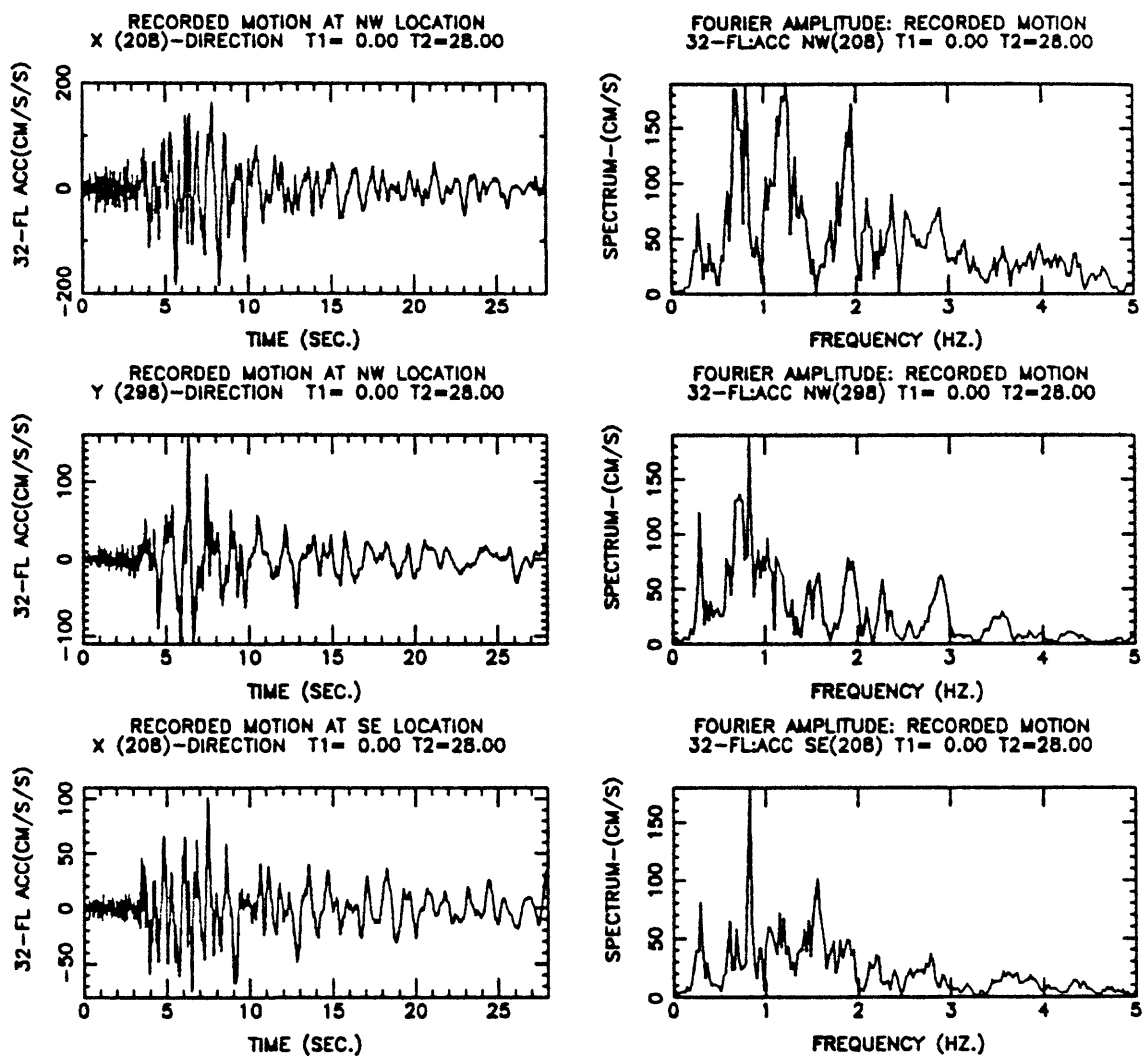 RECORDED MOTION AT NW LOCATION
X (208)-DIRECTION T1= 0.00 T2=28.00
32-FL ACC(CM/S/S)
200
0
-200
0 5 10 15 20 25
TIME (SEC.)
FOURIER AMPLITUDE: RECORDED MOTION
32-FL:ACC NW(208) T1= 0.00 T2=28.00
SPECTRUM-(CM/S)
150
100
50
0
0 1 2 3 4 5
FREQUENCY (HZ.)
RECORDED MOTION AT NW LOCATION
Y (298)-DIRECTION T1= 0.00 T2=28.00
32-FL ACC(CM/S/S)
100
0
-100
0 5 10 15 20 25
TIME (SEC.)
FOURIER AMPLITUDE: RECORDED MOTION
32-FL:ACC NW(298) T1= 0.00 T2=28.00
SPECTRUM-(CM/S)
150
100
50
0
0 1 2 3 4 5
FREQUENCY (HZ.)
RECORDED MOTION AT SE LOCATION
X (208)-DIRECTION T1= 0.00 T2=28.00
32-FL ACC(CM/S/S)
100
50
0
-50
0 5 10 15 20 25
TIME (SEC.)
FOURIER AMPLITUDE: RECORDED MOTION
32-FL:ACC SE(208) T1= 0.00 T2=28.00
SPECTRUM-(CM/S)
150
100
50
0
0 1 2 3 4 5
FREQUENCY (HZ.)